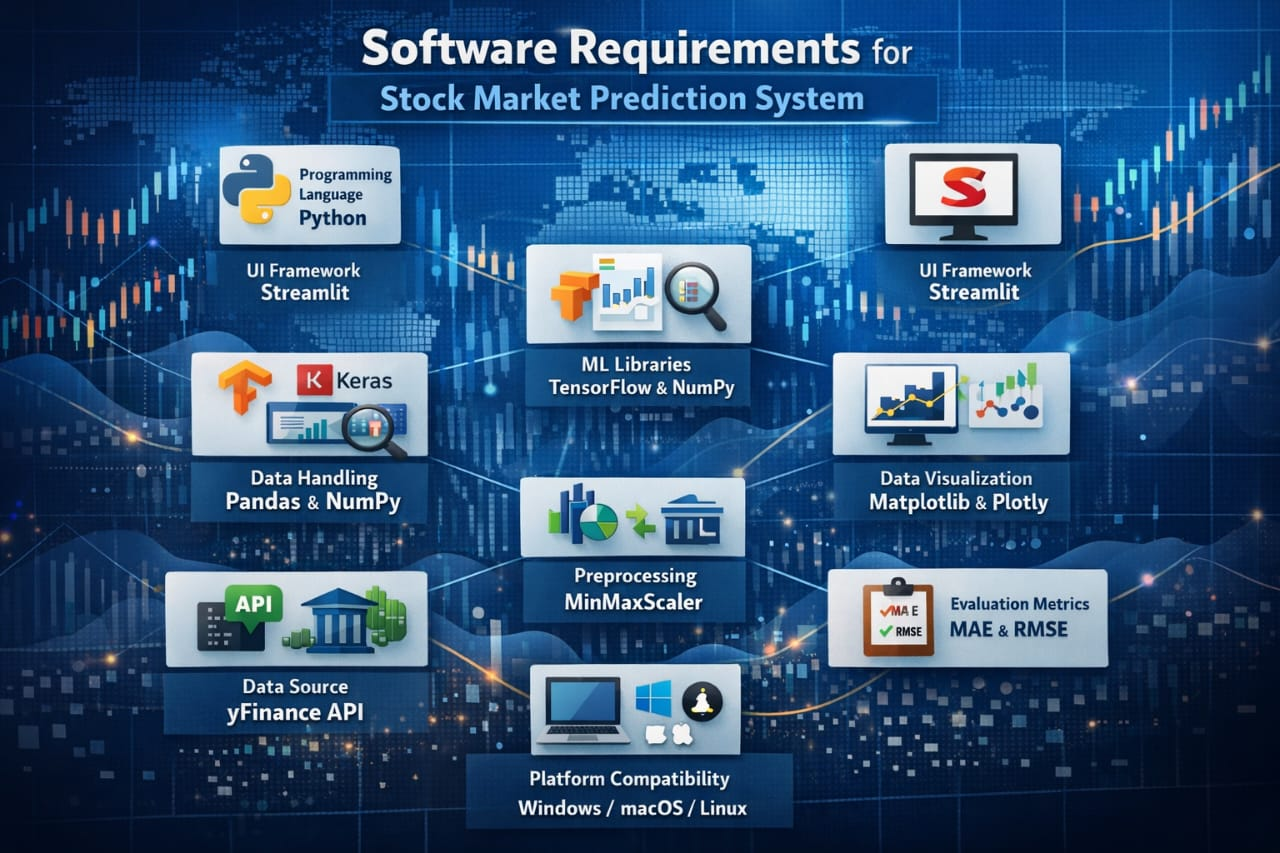 Software Requirements for
Stock Market Prediction System
Programming
Language
Python
UI Framework
Streamlit
S
UI Framework
Streamlit
ML Libraries
TensorFlow & NumPy
K Keras
Data Handling
Pandas & NumPy
Data Visualization
Matplotlib & Plotly
L
Preprocessing
MinMaxScaler
API
Data Source
yFinance API
MA E
RMSE
Evaluation Metrics
MAE & RMSE
Platform Compatibility
Windows / macOS / Linux